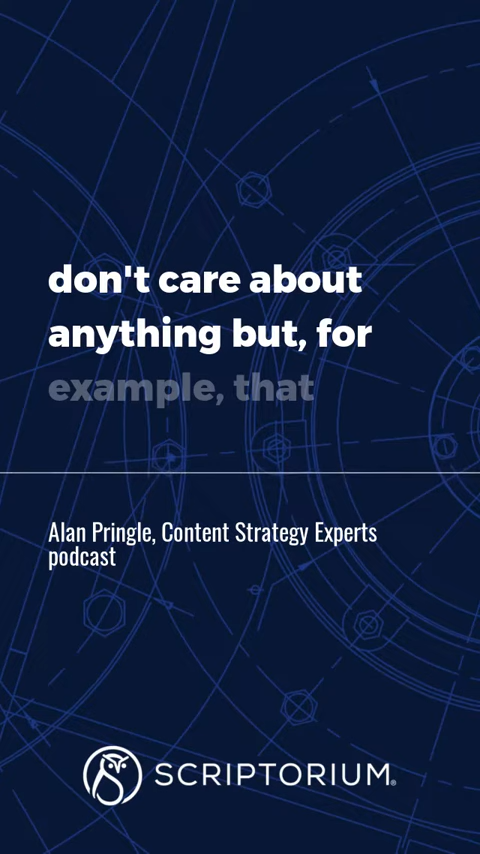 don't care about
anything but, for
example, that
Alan Pringle, Content Strategy Experts
podcast
SCRIPTORIUM®